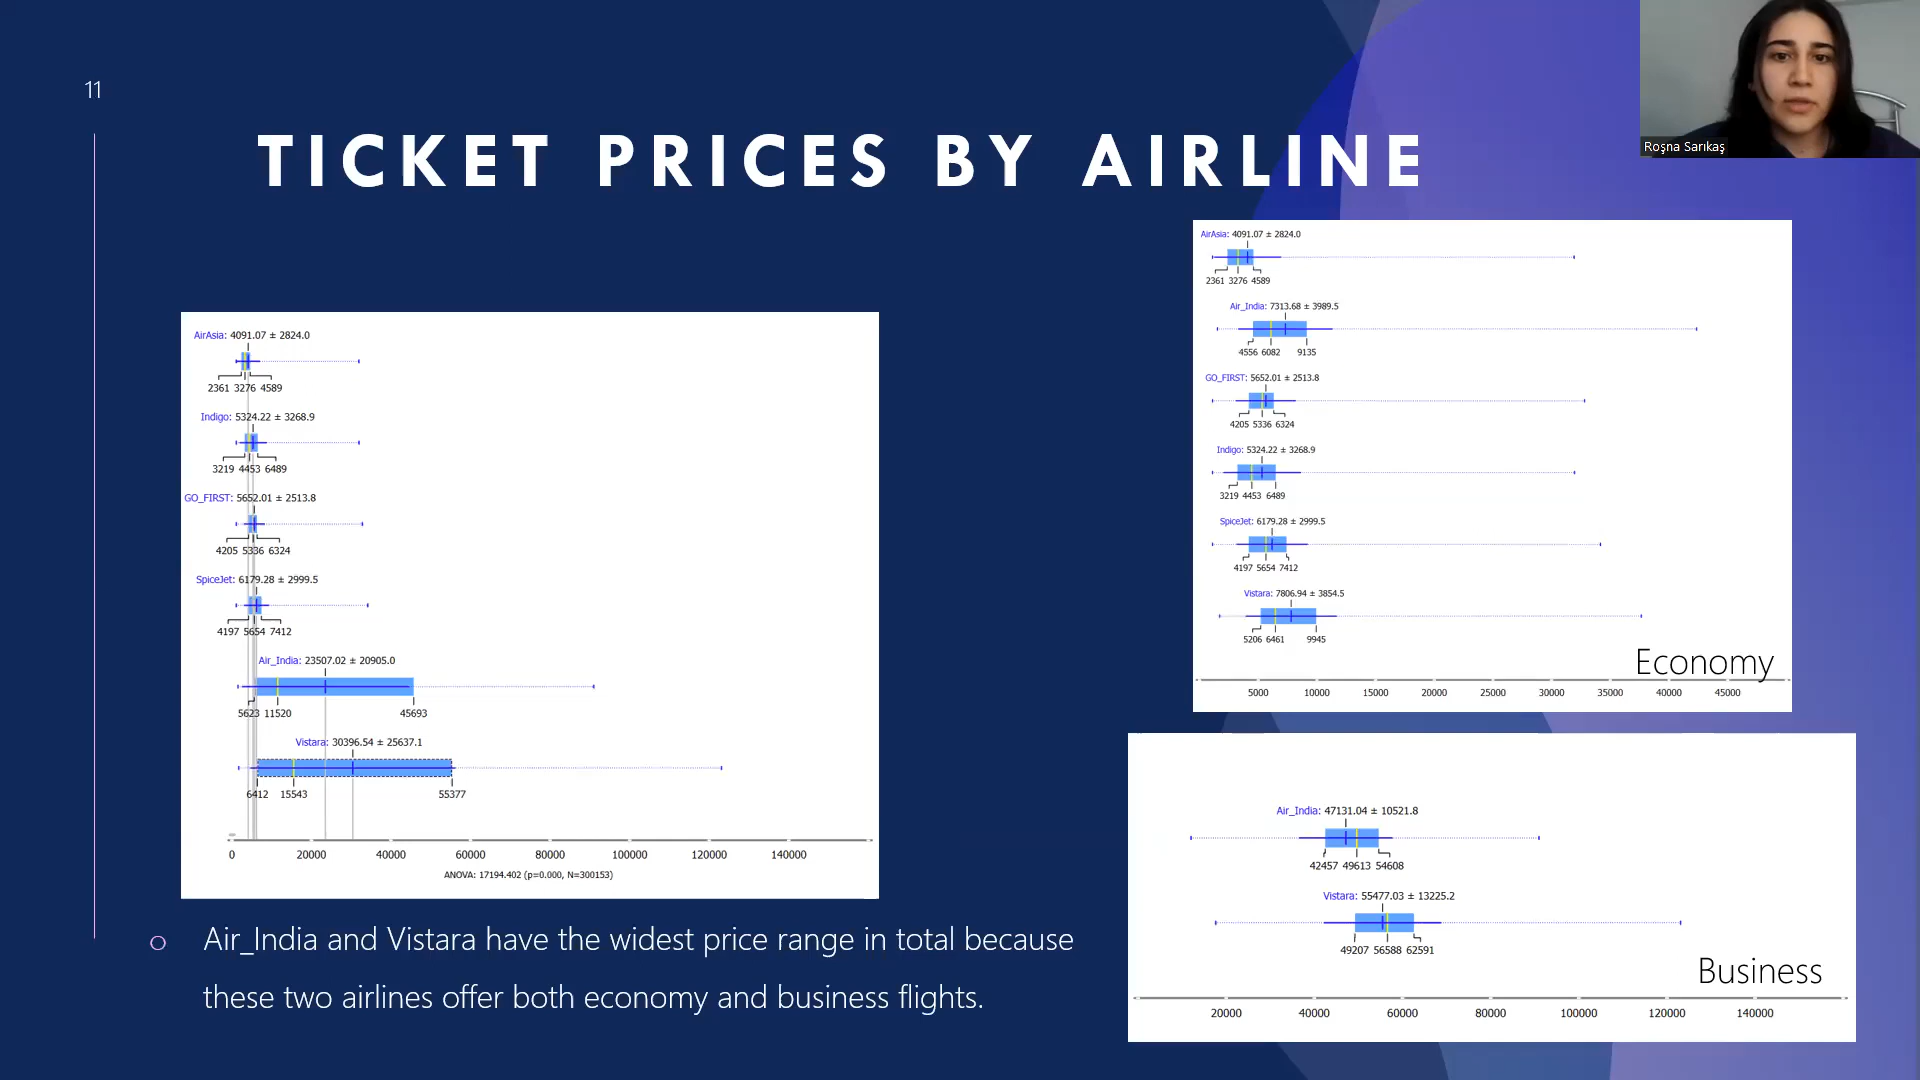 11
TICKET PRICES BY AIRLINE
Roşna Sarıkaş
AirAsia: 4091.07 ± 2824.0
2361 3276 4589
Indigo: 5324.22 ± 3268.9
3219 4453 6489
GO_FIRST: 5652.01 ± 2513.8
4205 5336 6324
SpiceJet: 6179.28 ± 2999.5
4197 5654 7412
Air_India: 23507.02 ± 20905.0
5623 11520 45693
Vistara: 30396.54 ± 25637.1
6412 15543 55377
0 20000 40000 60000 80000 100000 120000 140000
ANOVA: 17194.402 (p=0.000, N=300153)
Air_India and Vistara have the widest price range in total because
these two airlines offer both economy and business flights.
AirAsia: 4091.07 ± 2824.0
2361 3276 4589
Air_India: 7313.68 ± 3989.5
4556 6082 9135
GO_FIRST: 5652.01 ± 2513.8
4205 5336 6324
Indigo: 5324.22 ± 3268.9
3219 4453 6489
SpiceJet: 6179.28 ± 2999.5
4197 5654 7412
Vistara: 7806.94 ± 3854.5
5206 6461 9945
Economy
5000 10000 15000 20000 25000 30000 35000 40000 45000
Air_India: 47131.04 ± 10521.8
42457 49613 54608
Vistara: 55477.03 ± 13225.2
49207 56588 62591
Business
20000 40000 60000 80000 100000 120000 140000